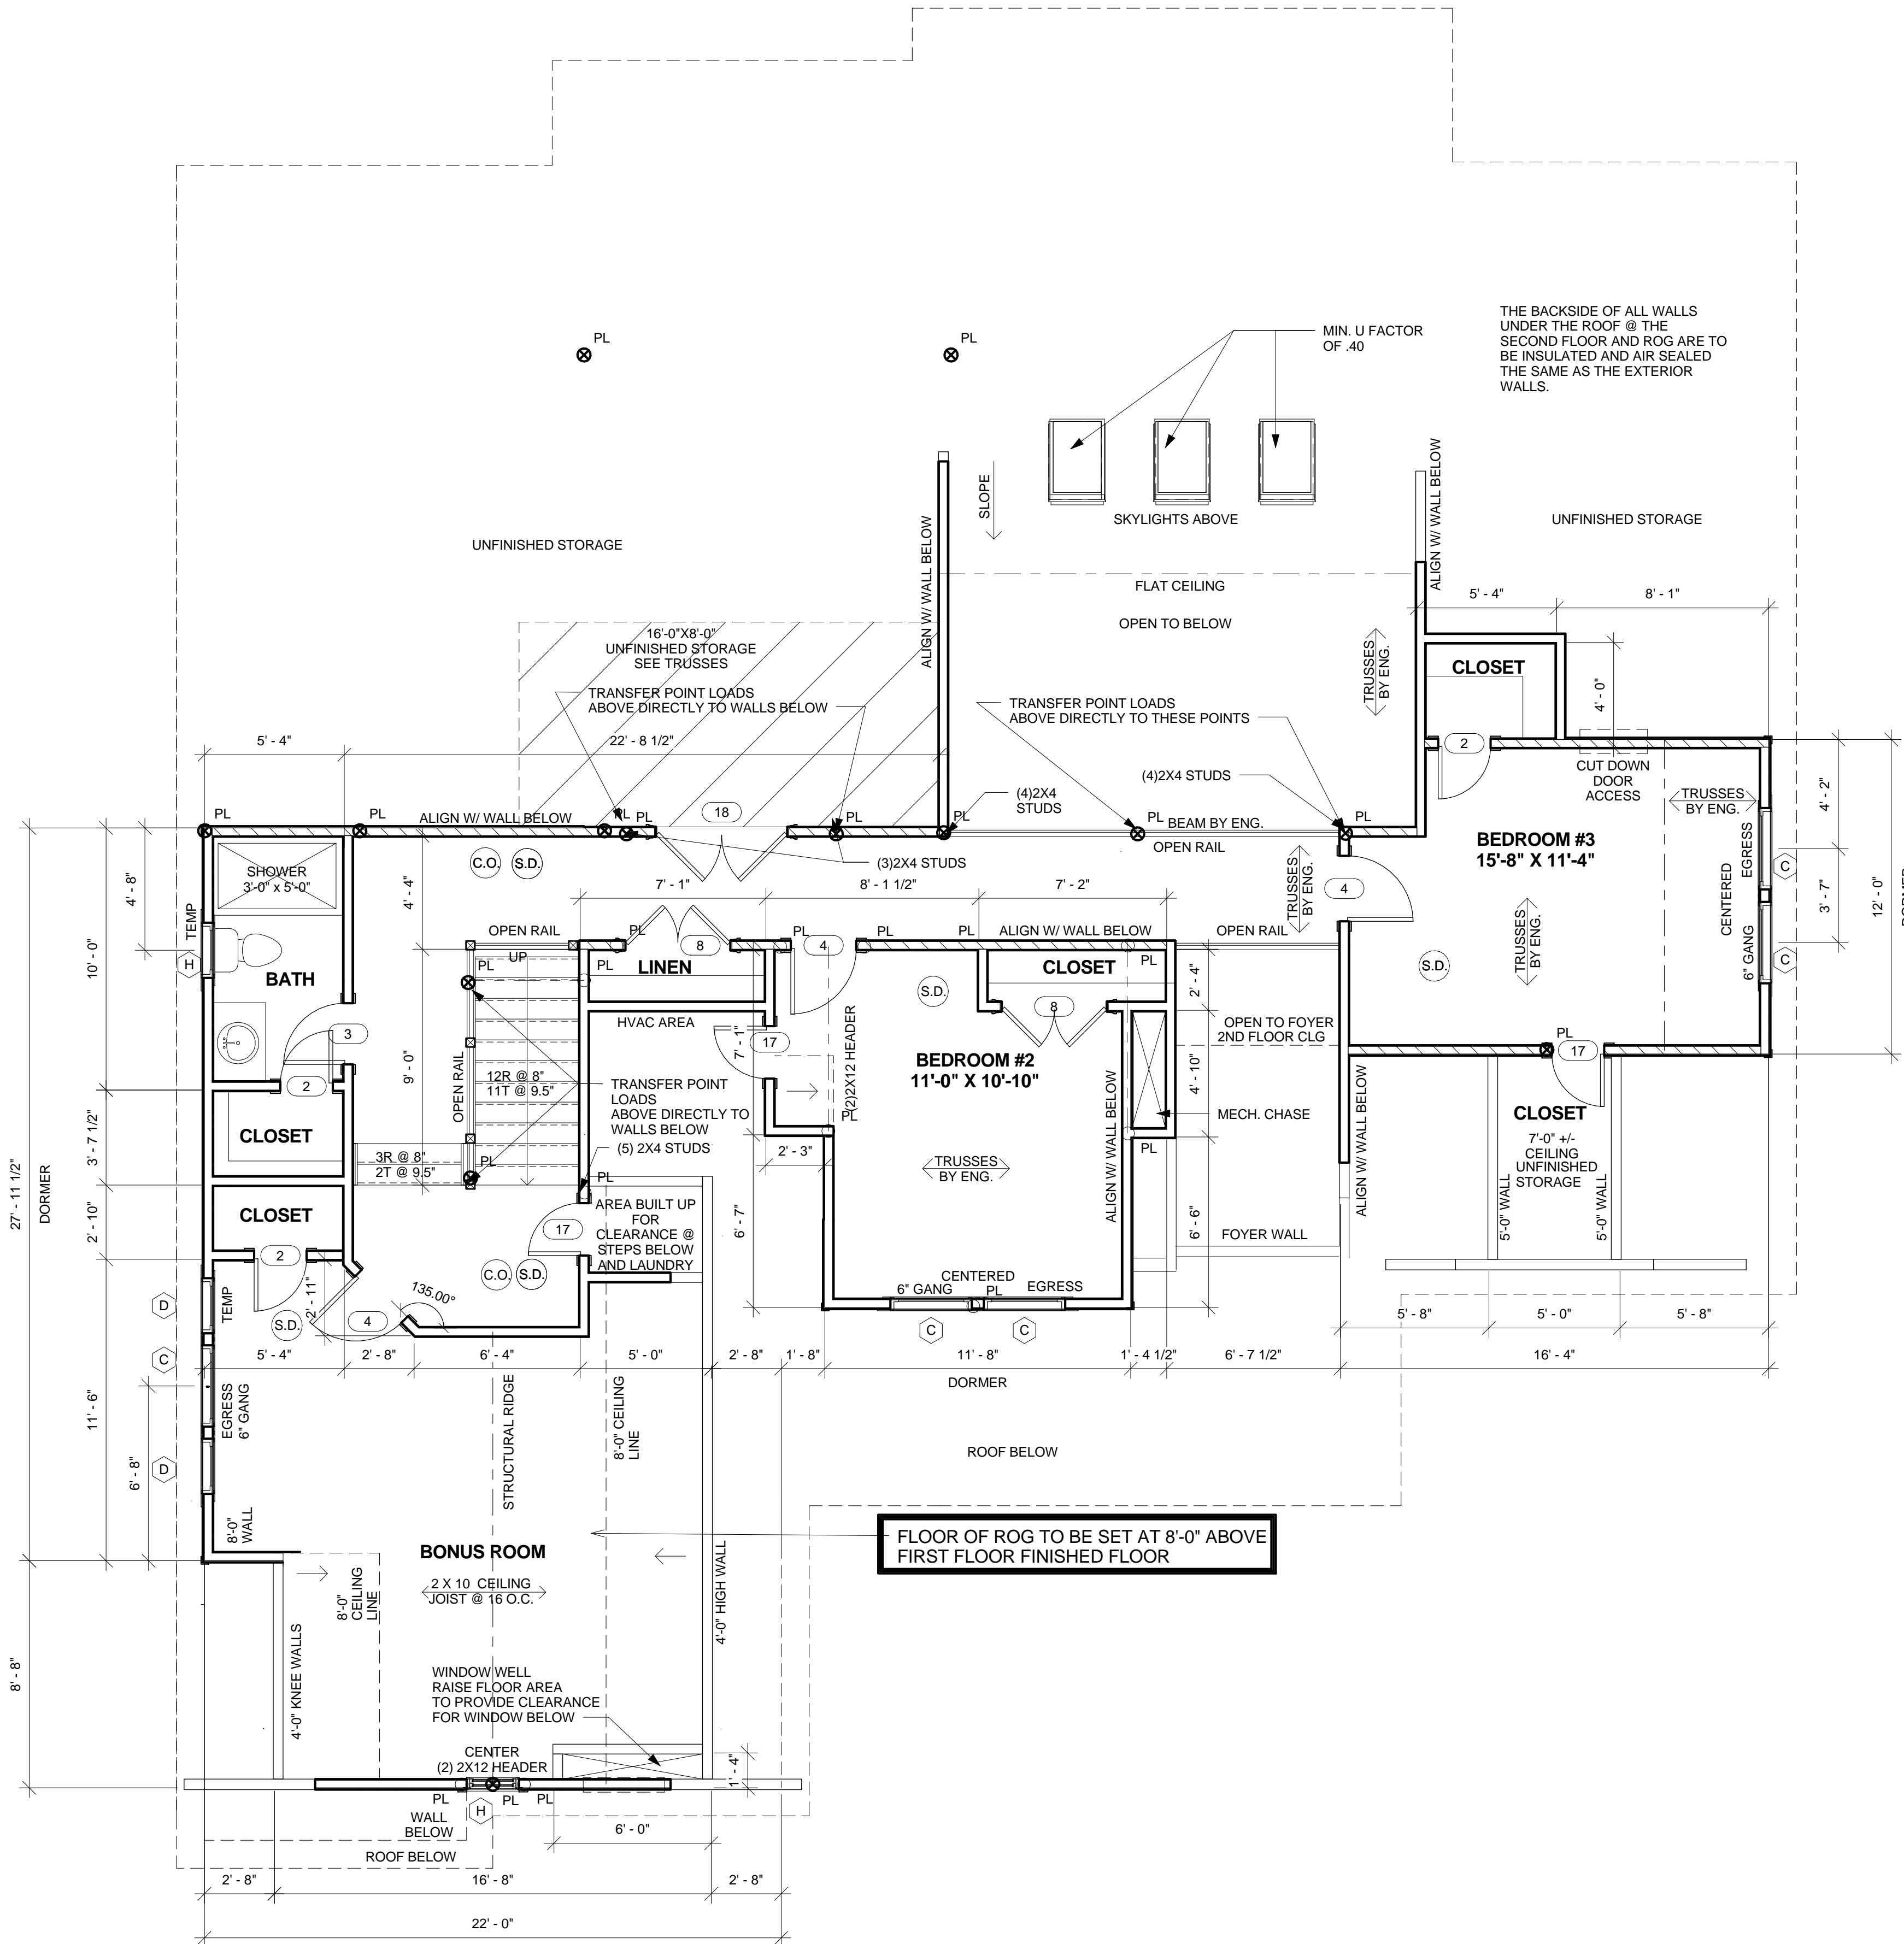 PL
PL
MIN. U FACTOR
OF .40
THE BACKSIDE OF ALL WALLS
UNDER THE ROOF @ THE
SECOND FLOOR AND ROG ARE TO
BE INSULATED AND AIR SEALED
THE SAME AS THE EXTERIOR
WALLS.
SLOPE
SKYLIGHTS ABOVE
ALIGN W/ WALL BELOW
ALIGN W/ WALL BELOW
UNFINISHED STORAGE
UNFINISHED STORAGE
FLAT CEILING
OPEN TO BELOW
5' - 4"
8' - 1"
16'-0"X8'-0"
UNFINISHED STORAGE
SEE TRUSSES
TRANSFER POINT LOADS
ABOVE DIRECTLY TO WALLS BELOW
TRANSFER POINT LOADS
ABOVE DIRECTLY TO THESE POINTS
TRUSSES
BY ENG.
CLOSET
4' - 0"
5' - 4"
22' - 8 1/2"
2
CUT DOWN
DOOR
ACCESS
(4)2X4 STUDS
(4)2X4
STUDS
TRUSSES
BY ENG.
4' - 2"
PL
PL
ALIGN W/ WALL BELOW
PL
PL
18
PL
PL
PL
BEAM BY ENG.
PL
OPEN RAIL
BEDROOM #3
15'-8" X 11'-4"
EGRESS
CENTERED
6" GANG
C
C
3' - 7"
12' - 0"
DORMER
C.O.
S.D.
(3)2X4 STUDS
SHOWER
3'-0" x 5'-0"
4' - 8"
TEMP
4' - 4"
7' - 1"
8' - 1 1/2"
7' - 2"
TRUSSES
BY ENG.
4
TRUSSES
BY ENG.
S.D.
OPEN RAIL
UP
PL
8
PL
4
PL
PL
ALIGN W/ WALL BELOW
OPEN RAIL
H
BATH
10' - 0"
PL
PL
LINEN
S.D.
CLOSET
PL
2' - 4"
8
3
HVAC AREA
17
7' - 1"
(2)2X12 HEADER
BEDROOM #2
11'-0" X 10'-10"
OPEN TO FOYER
2ND FLOOR CLG
PL
17
2
9' - 0"
OPEN RAIL
12R @ 8"
11T @ 9.5"
TRANSFER POINT
LOADS
ABOVE DIRECTLY TO
WALLS BELOW
(5) 2X4 STUDS
PL
ALIGN W/ WALL BELOW
4' - 10"
MECH. CHASE
ALIGN W/ WALL BELOW
CLOSET
7'-0" +/-
CEILING
UNFINISHED
STORAGE
CLOSET
3' - 7 1/2"
3R @ 8"
2T @ 9.5"
PL
PL
2' - 3"
TRUSSES
BY ENG.
PL
5'-0" WALL
5'-0" WALL
27' - 11 1/2"
DORMER
CLOSET
2' - 10"
17
AREA BUILT UP
FOR
CLEARANCE @
STEPS BELOW
AND LAUNDRY
6' - 7"
6' - 6"
FOYER WALL
2
C.O.
S.D.
CENTERED
6" GANG
PL
EGRESS
D
TEMP
S.D.
2' - 11"
4
135.00°
C
C
5' - 8"
5' - 0"
5' - 8"
C
5' - 4"
2' - 8"
6' - 4"
5' - 0"
2' - 8"
1' - 8"
11' - 8"
1' - 4 1/2"
6' - 7 1/2"
16' - 4"
DORMER
EGRESS
6" GANG
11' - 6"
6' - 8"
D
STRUCTURAL RIDGE
8'-0" CEILING
LINE
ROOF BELOW
8'-0"
WALL
BONUS ROOM
FLOOR OF ROG TO BE SET AT 8'-0" ABOVE
FIRST FLOOR FINISHED FLOOR
2 X 10 CEILING
JOIST @ 16 O.C.
8'-0"
CEILING
LINE
4'-0" HIGH WALL
8' - 8"
4'-0" KNEE WALLS
WINDOW WELL
RAISE FLOOR AREA
TO PROVIDE CLEARANCE
FOR WINDOW BELOW
CENTER
(2) 2X12 HEADER
1' - 4"
PL
PL
PL
H
WALL
BELOW
6' - 0"
ROOF BELOW
2' - 8"
16' - 8"
2' - 8"
22' - 0"